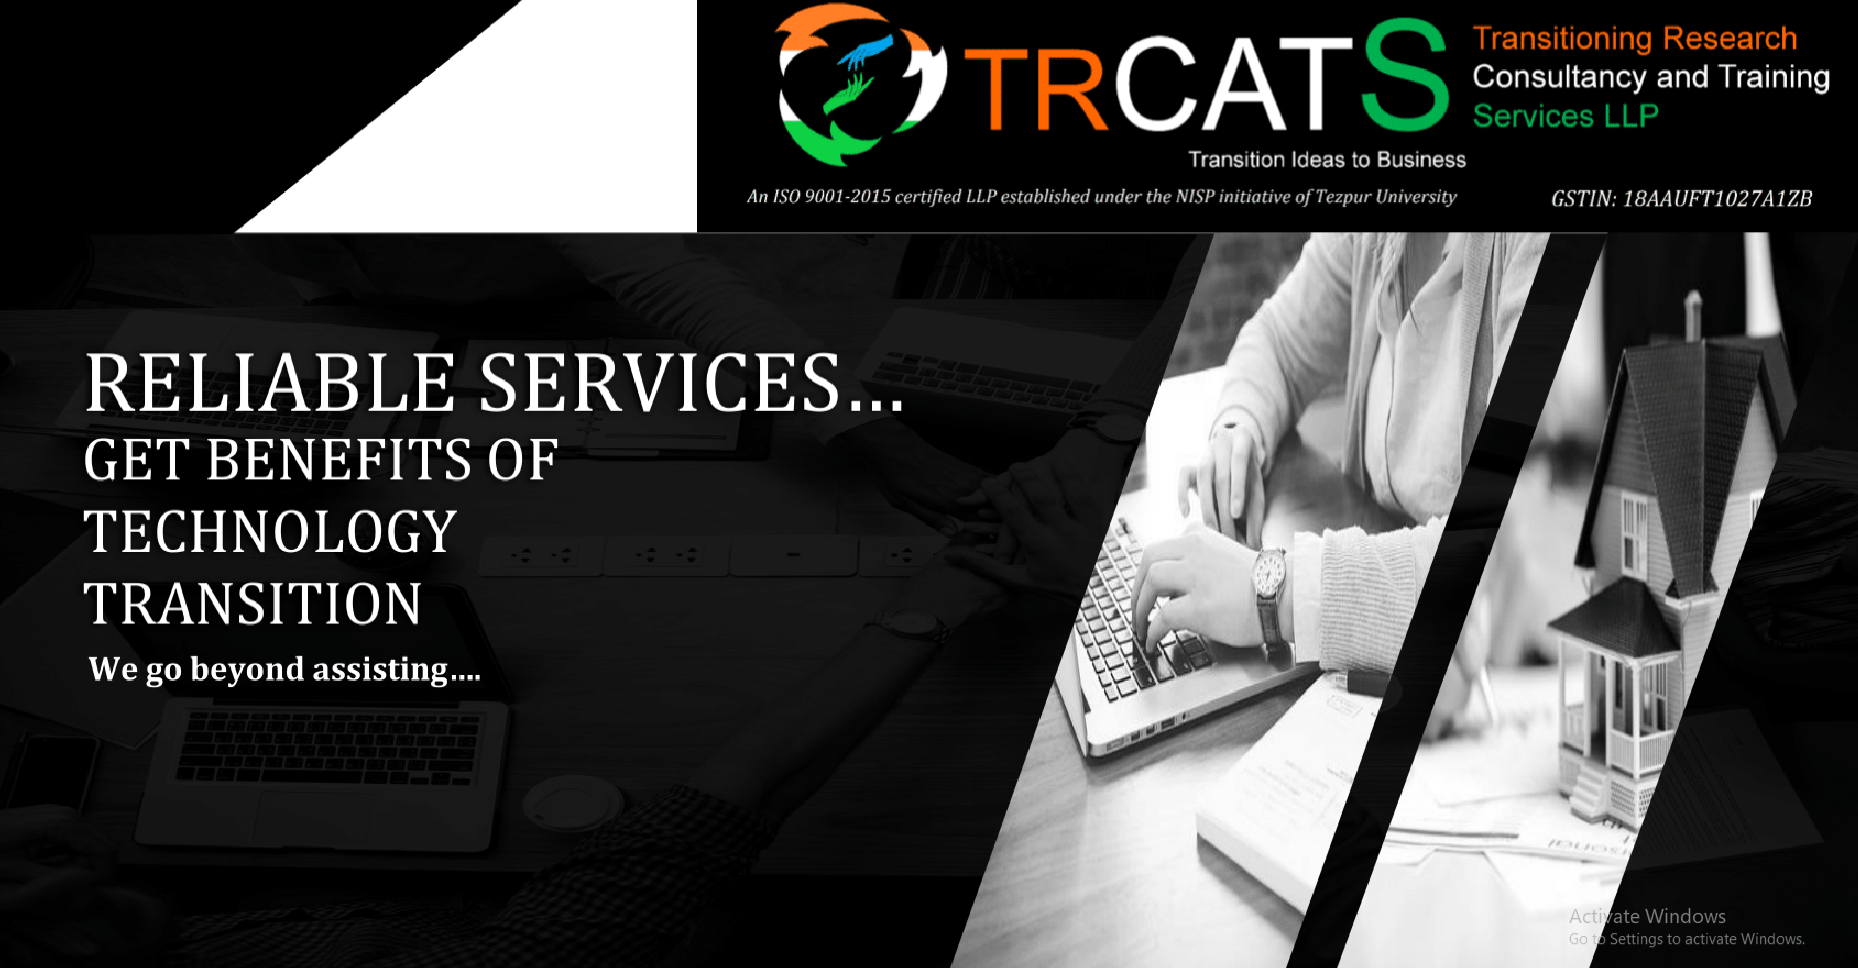 TRCATS
Transitioning Research
Consultancy and Training
Services LLP
Transition Ideas to Business
An ISO 9001-2015 certified LLP established under the NISP initiative of Tezpur University
GSTIN: 18AAUFT1027A1ZB
RELIABLE SERVICES...
GET BENEFITS OF
TECHNOLOGY
TRANSITION
We go beyond assisting....
Activate Windows
Go to Settings to activate Windows.